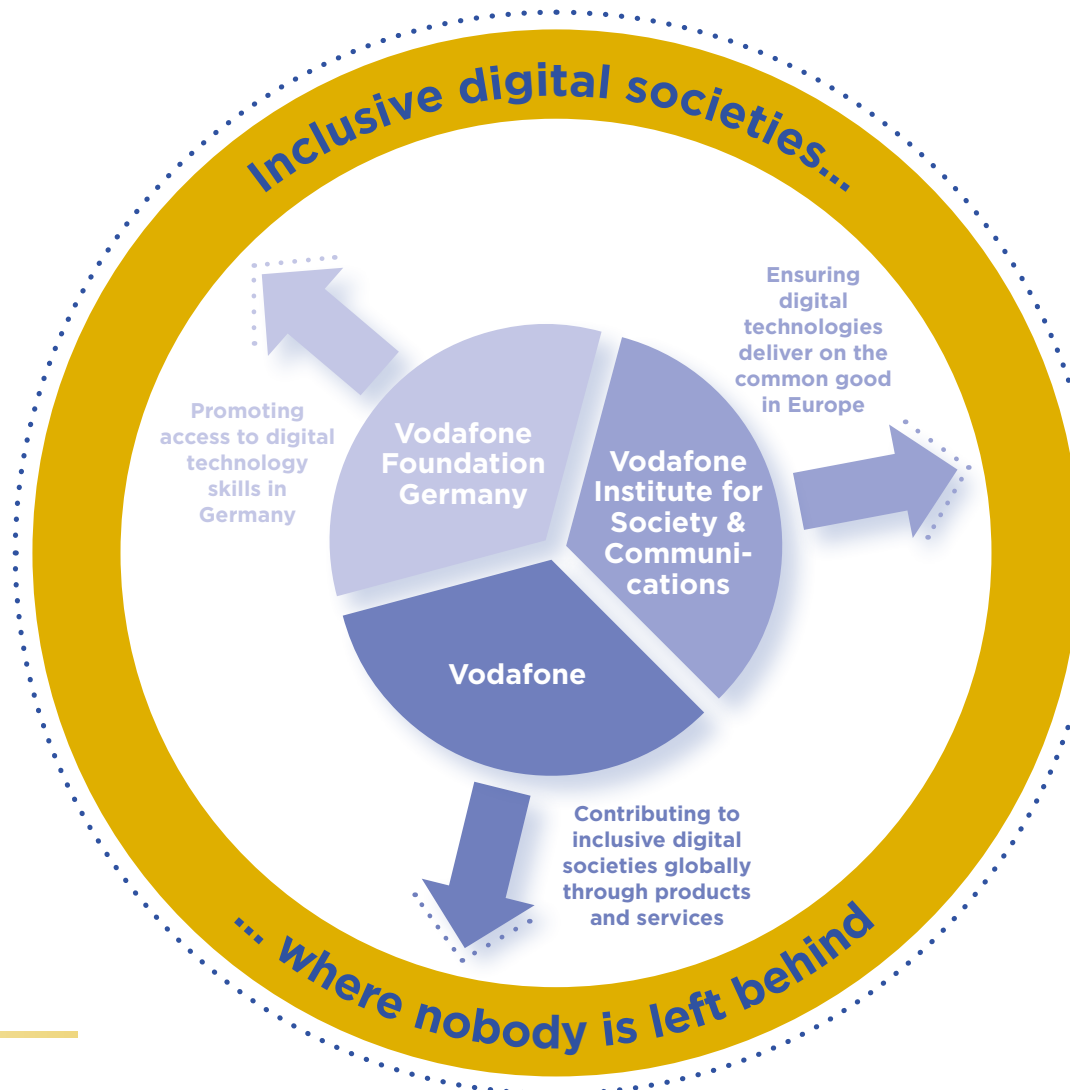 Inclusive digital societies...
Ensuring
digital
technologies
deliver on the
common good
in Europe
Promoting
access to digital
technology
skills in
Germany
Vodafone
Foundation
Germany
Vodafone
Institute for
Society &
Communi-
cations
Vodafone
Contributing to
inclusive digital
societies globally
through products
and services
... where nobody is left behind